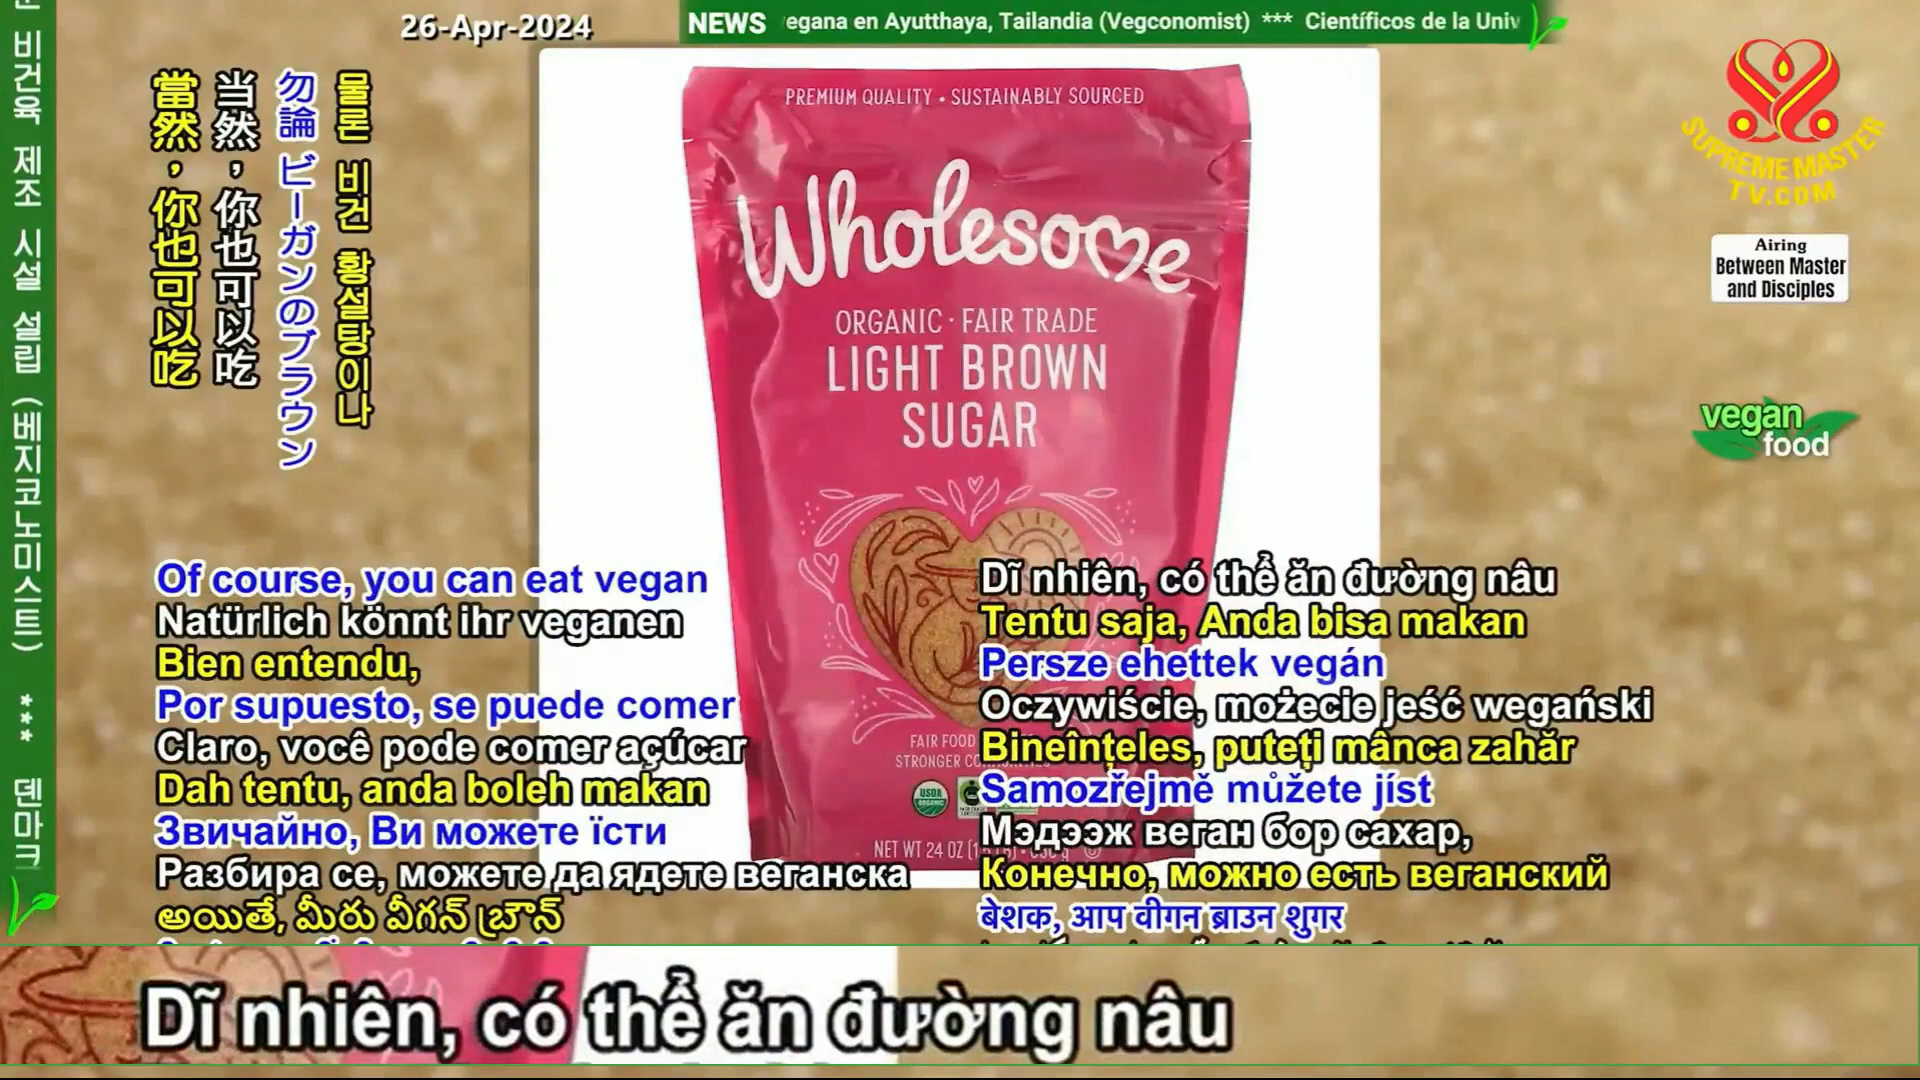 26-Apr-2024
NEWS
vegana en Ayutthaya, Tailandia (Vegconomist) *** Científicos de la Univ
비건육 제조 시설 설립 (베지코노미스트) *** 덴마크
當然，你也可以吃
当然，你也可以吃
勿論 ビーガンのブラウン
물론 비건 황설탕이나
PREMIUM QUALITY • SUSTAINABLY SOURCED
Wholesome
ORGANIC · FAIR TRADE
LIGHT BROWN
SUGAR
FAIR FOOD
STRONGER
USDA
ORGANIC
NET WT 24 OZ
SUPREME MASTER
TV.COM
Airing
Between Master
and Disciples
vegan
food
Of course, you can eat vegan
Natürlich könnt ihr veganen
Bien entendu,
Por supuesto, se puede comer
Claro, você pode comer açúcar
Dah tentu, anda boleh makan
Звичайно, Ви можете їсти
Разбира се, можете да ядете веганска
అయితే, మీరు వీగన్ బ్రౌన్
Dĩ nhiên, có thể ăn đường nâu
Tentu saja, Anda bisa makan
Persze ehettek vegán
Oczywiście, możecie jeść wegański
Bineînțeles, puteți mânca zahăr
Samozřejmě můžete jíst
Мэдээж веган бор сахар,
Конечно, можно есть веганский
बेशक, आप वीगन ब्राउन शुगर
Dĩ nhiên, có thể ăn đường nâu